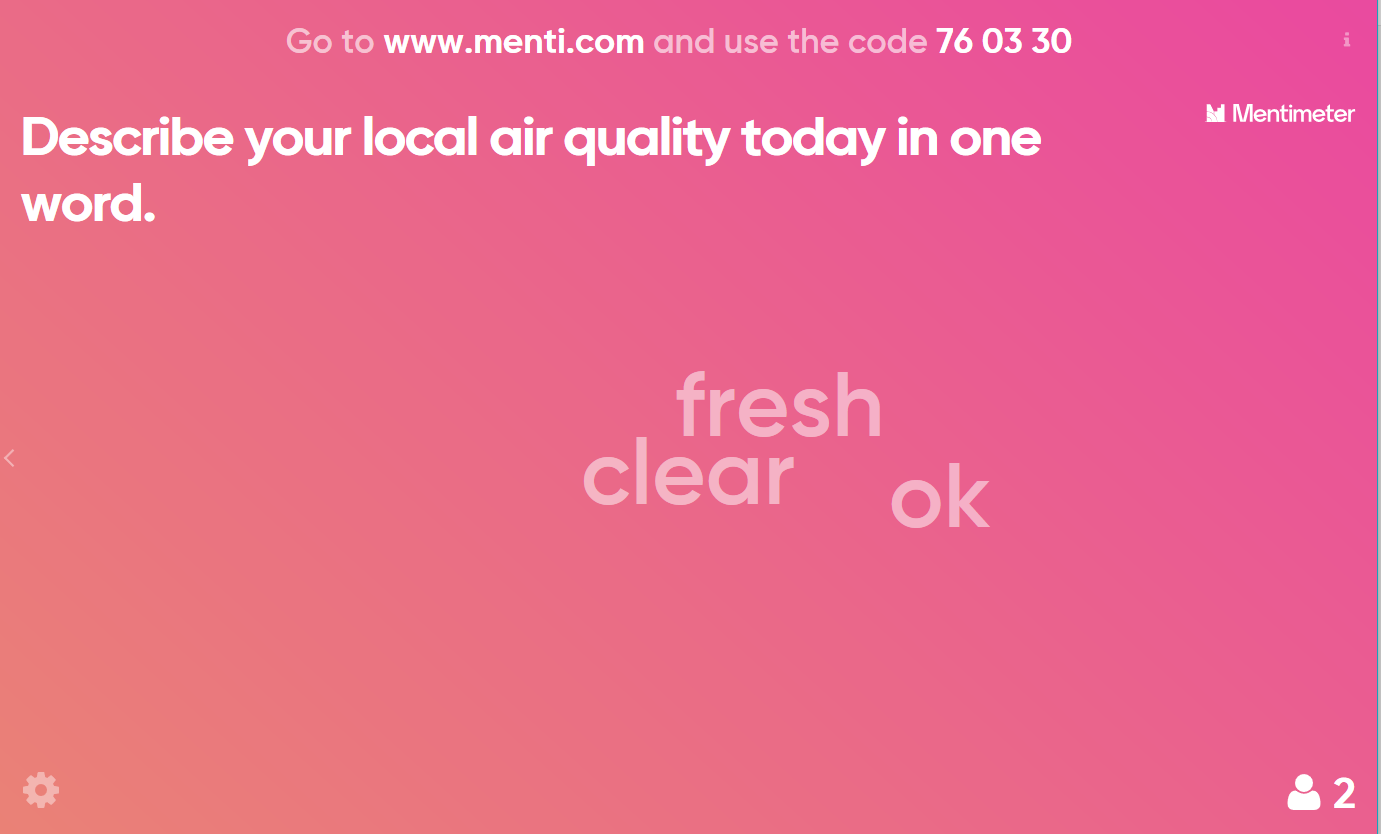 Go to www.menti.com and use the code 76 03 30
Mentimeter
Describe your local air quality today in one
word.
fresh
clear
ok
2